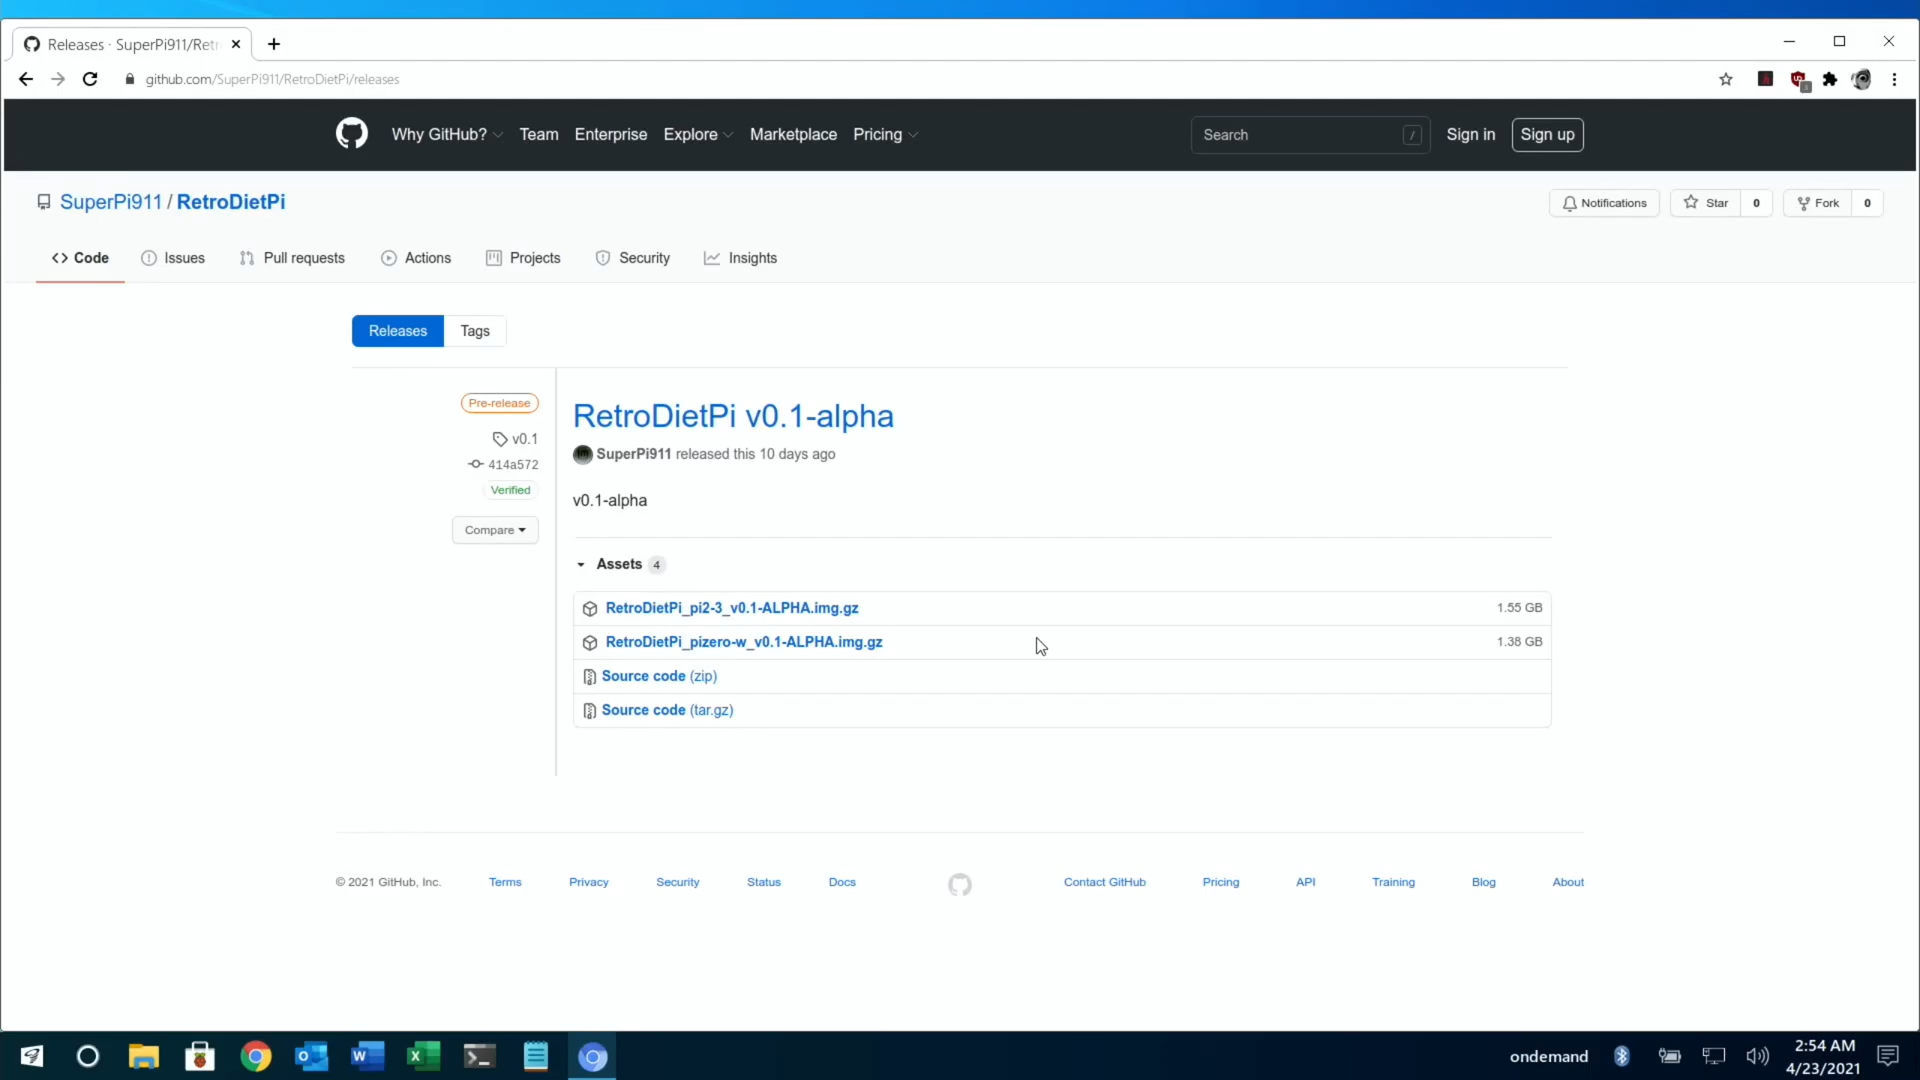 Releases · SuperPi911/Retr
github.com/SuperPi911/RetroDietPi/releases
Why GitHub? Team Enterprise Explore Marketplace Pricing Search / Sign in Sign up
SuperPi911 / RetroDietPi Notifications Star 0 Fork 0
Code Issues Pull requests Actions Projects Security Insights
Releases Tags
Pre-release
v0.1
414a572
Verified
Compare
RetroDietPi v0.1-alpha
SuperPi911 released this 10 days ago
v0.1-alpha
Assets 4
RetroDietPi_pi2-3_v0.1-ALPHA.img.gz 1.55 GB
RetroDietPi_pizero-w_v0.1-ALPHA.img.gz 1.38 GB
Source code (zip)
Source code (tar.gz)
© 2021 GitHub, Inc. Terms Privacy Security Status Docs Contact GitHub Pricing API Training Blog About
ondemand
2:54 AM
4/23/2021